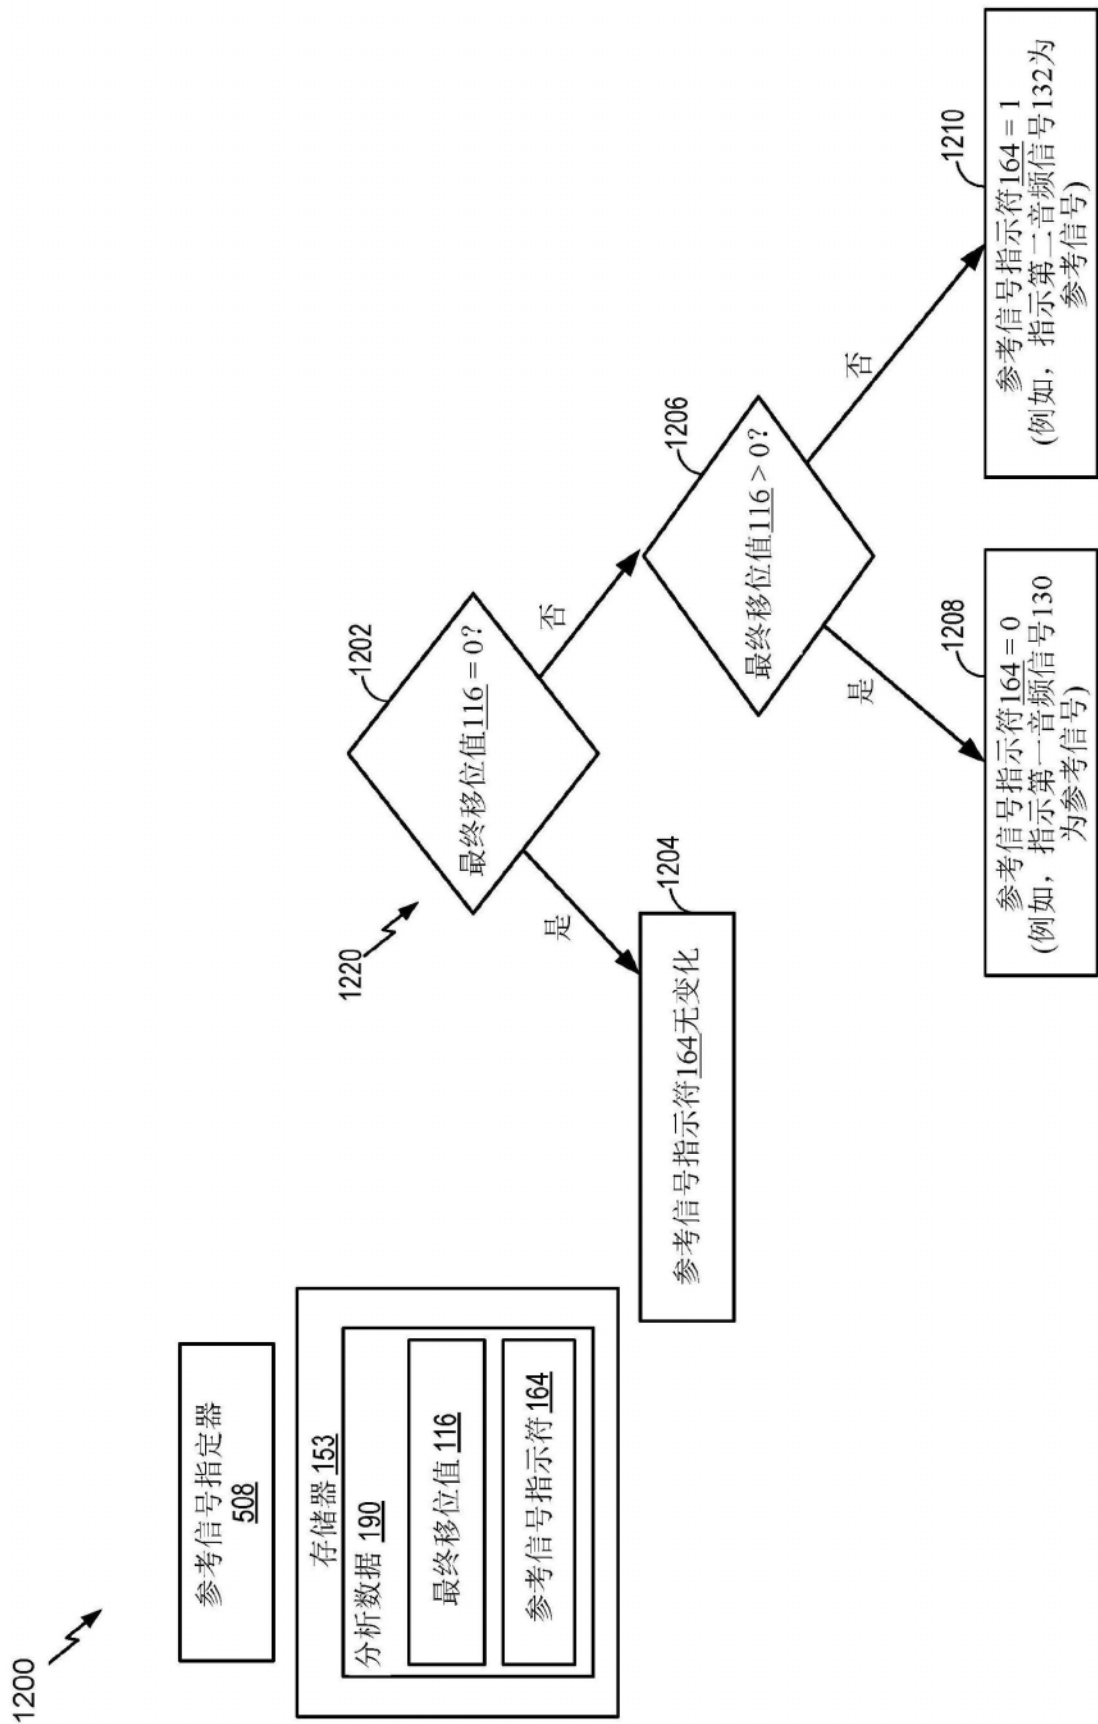 1200
参考信号指定器
508
存储器 153
分析数据 190
最终移位值 116
参考信号指示符 164
1220
1202
最终移位值116 = 0?
是
否
1204
参考信号指示符164无变化
1206
最终移位值116 > 0?
是
否
1208
参考信号指示符164 = 0
(例如，指示第一音频信号130
为参考信号)
1210
参考信号指示符164 = 1
(例如，指示第二音频信号132为
参考信号)